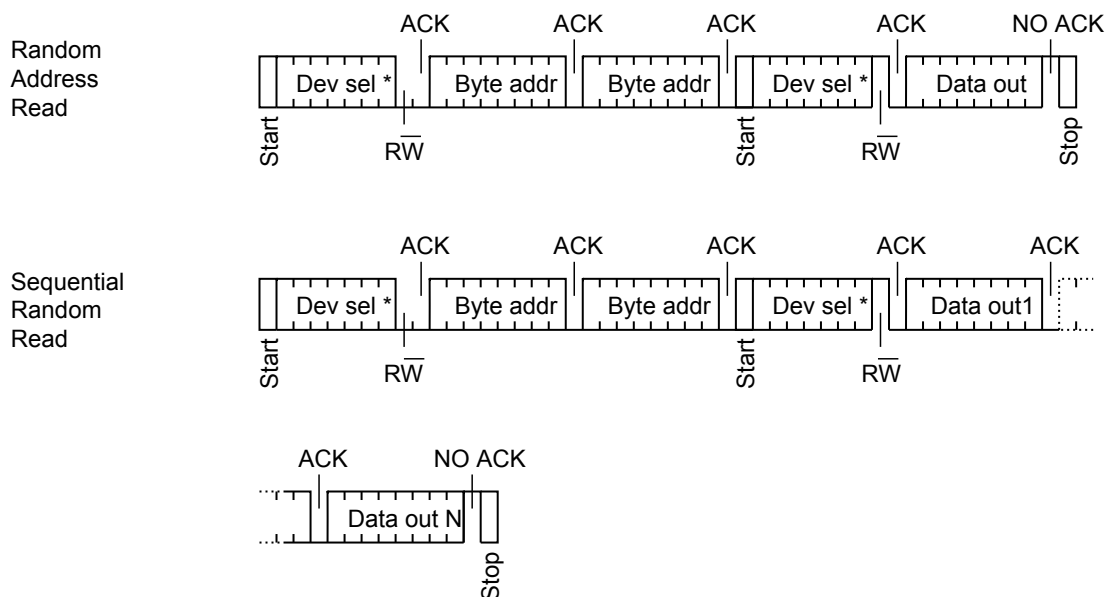 ACK ACK ACK ACK NO ACK
Random
Address
Read
Dev sel * Byte addr Byte addr Dev sel * Data out
Start RW̅ Start RW̅ Stop
ACK ACK ACK ACK ACK
Sequential
Random
Read
Dev sel * Byte addr Byte addr Dev sel * Data out1
Start RW̅ Start RW̅
ACK NO ACK
Data out N
Stop